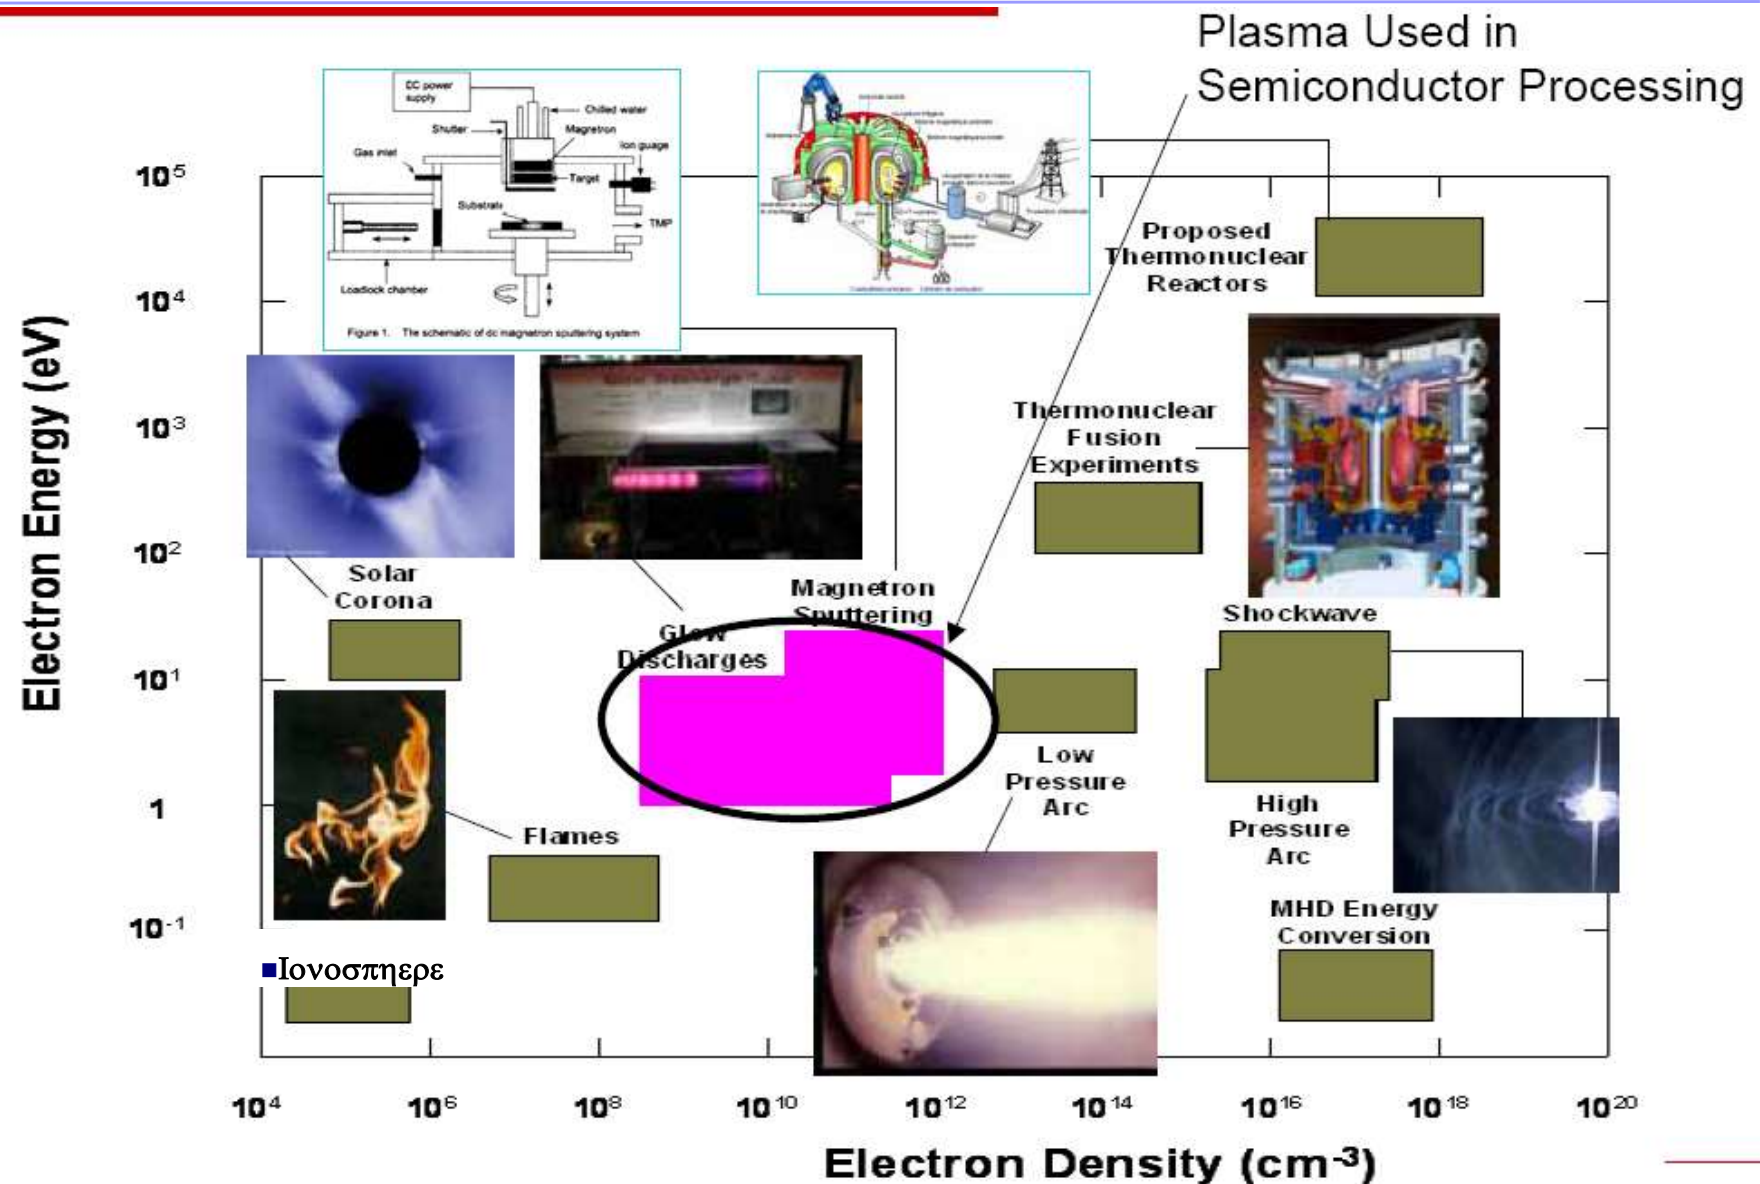 Plasma Used in
Semiconductor Processing
DC power
supply
Chilled water
Shutter
Magnetron
Gas inlet
Ion guage
Target
Substrate
TMP
Loadlock chamber
Figure 1. The schematic of dc magnetron sputtering system
Electron Energy (eV)
10⁵
10⁴
10³
10²
10¹
1
10⁻¹
Proposed
Thermonuclear
Reactors
Thermonuclear
Fusion
Experiments
Solar
Corona
Magnetron
Sputtering
Glow
Discharges
Shockwave
Low
Pressure
Arc
High
Pressure
Arc
Flames
MHD Energy
Conversion
■Ιονοσπηερε
10⁴ 10⁶ 10⁸ 10¹⁰ 10¹² 10¹⁴ 10¹⁶ 10¹⁸ 10²⁰
Electron Density (cm⁻³)